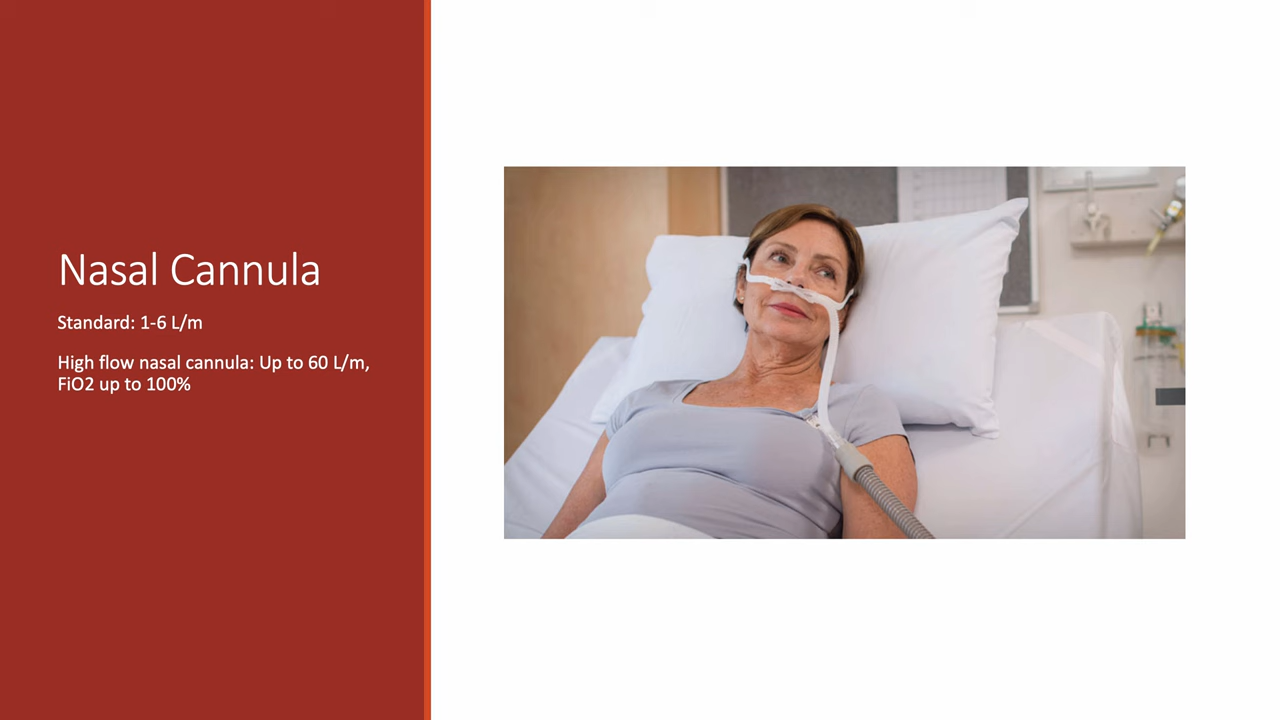 Nasal Cannula
Standard: 1-6 L/m
High flow nasal cannula: Up to 60 L/m,
FiO2 up to 100%